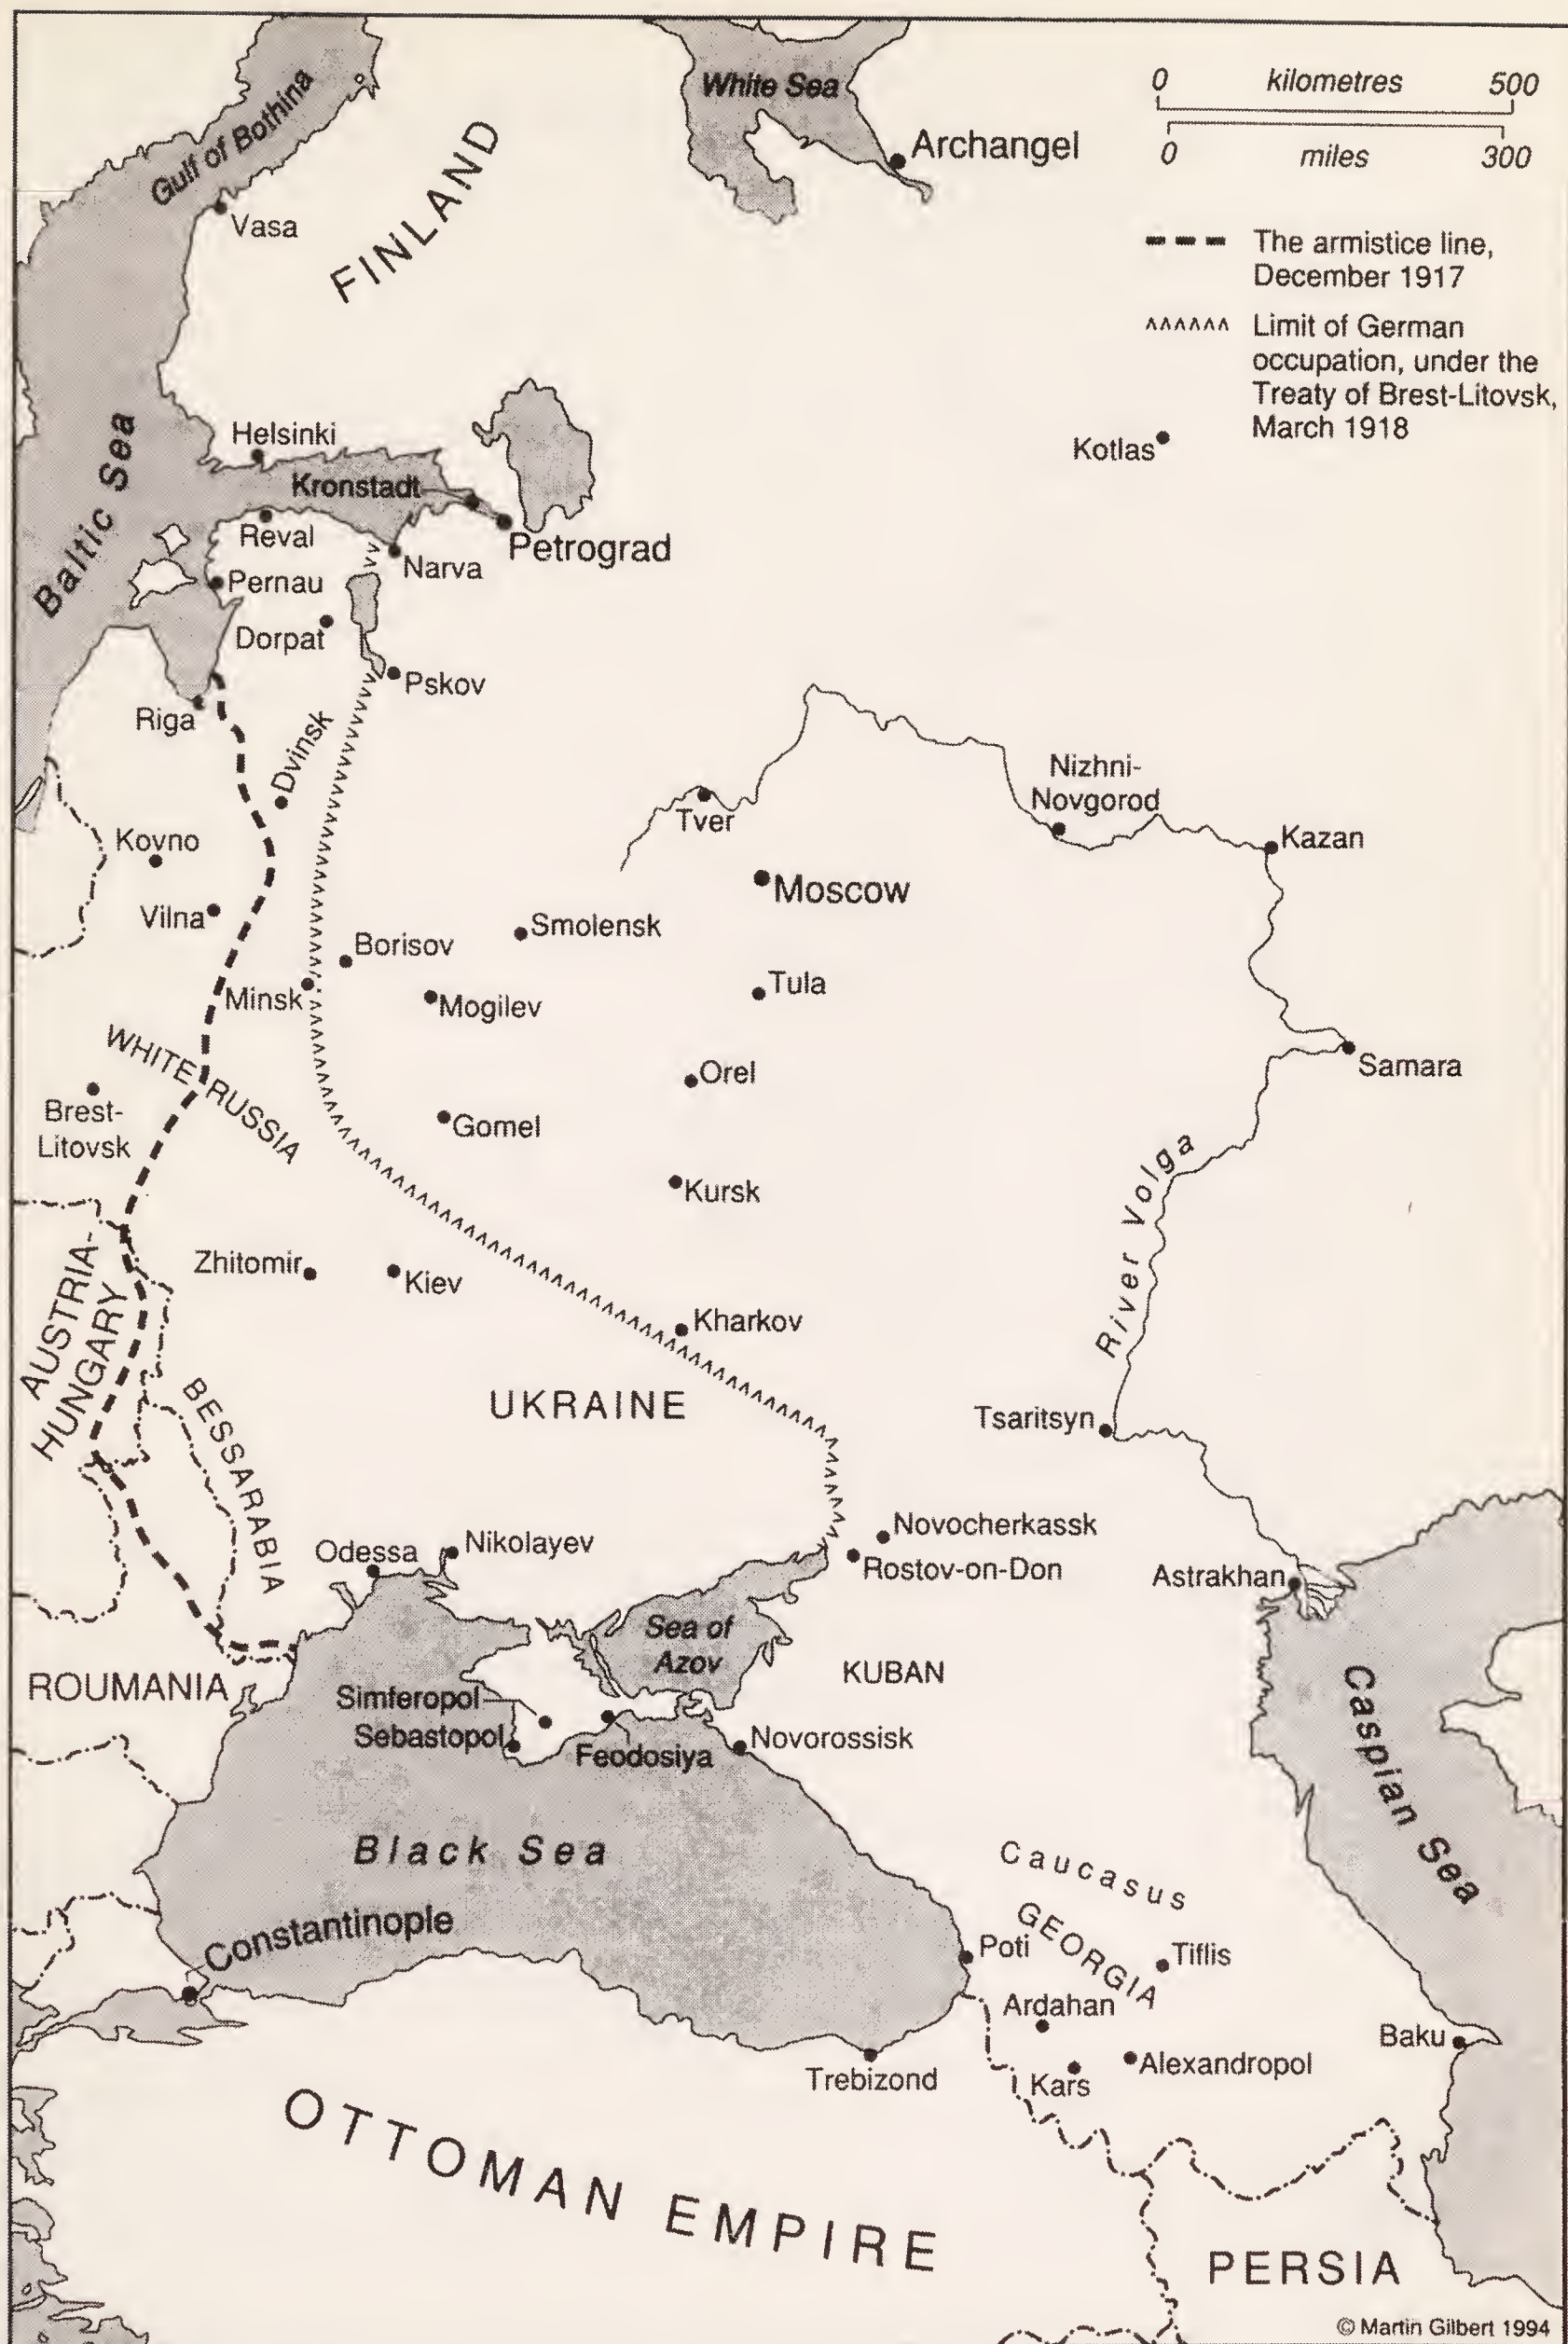 0 kilometres 500
0 miles 300
The armistice line,
December 1917
Limit of German
occupation, under the
Treaty of Brest-Litovsk,
March 1918
White Sea
Archangel
Gulf of Bothina
Vasa
FINLAND
Kotlas
Baltic Sea
Helsinki
Kronstadt
Petrograd
Reval
Narva
Pernau
Dorpat
Pskov
Riga
Dvinsk
Nizhni-
Novgorod
Tver
Kazan
Kovno
Moscow
Vilna
Smolensk
Borisov
Minsk
Mogilev
Tula
WHITE RUSSIA
Samara
Orel
Brest-
Litovsk
Gomel
River Volga
Kursk
AUSTRIA-
HUNGARY
Zhitomir
Kiev
Kharkov
BESSARABIA
UKRAINE
Tsaritsyn
Novocherkassk
Odessa
Nikolayev
Rostov-on-Don
Astrakhan
Sea of
Azov
ROUMANIA
KUBAN
Simferopol
Sebastopol
Feodosiya
Novorossisk
Caspian Sea
Black Sea
Caucasus
Constantinople
GEORGIA
Poti
Tiflis
Ardahan
Baku
Trebizond
Kars
Alexandropol
OTTOMAN EMPIRE
PERSIA
© Martin Gilbert 1994